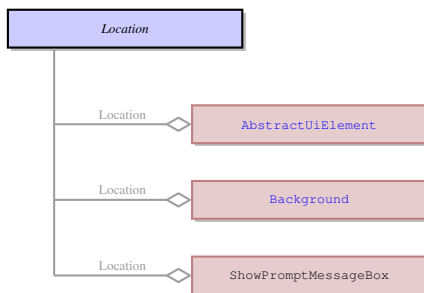 Location
Location
AbstractUiElement
Location
Background
Location
ShowPromptMessageBox